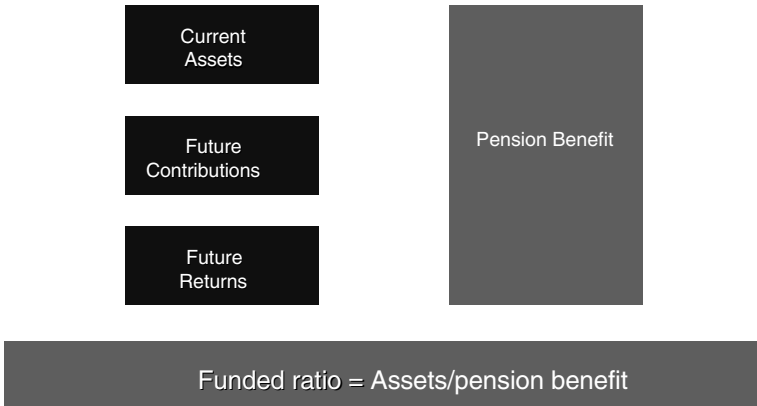 Current
Assets
Future
Contributions
Future
Returns
Pension Benefit
Funded ratio = Assets/pension benefit